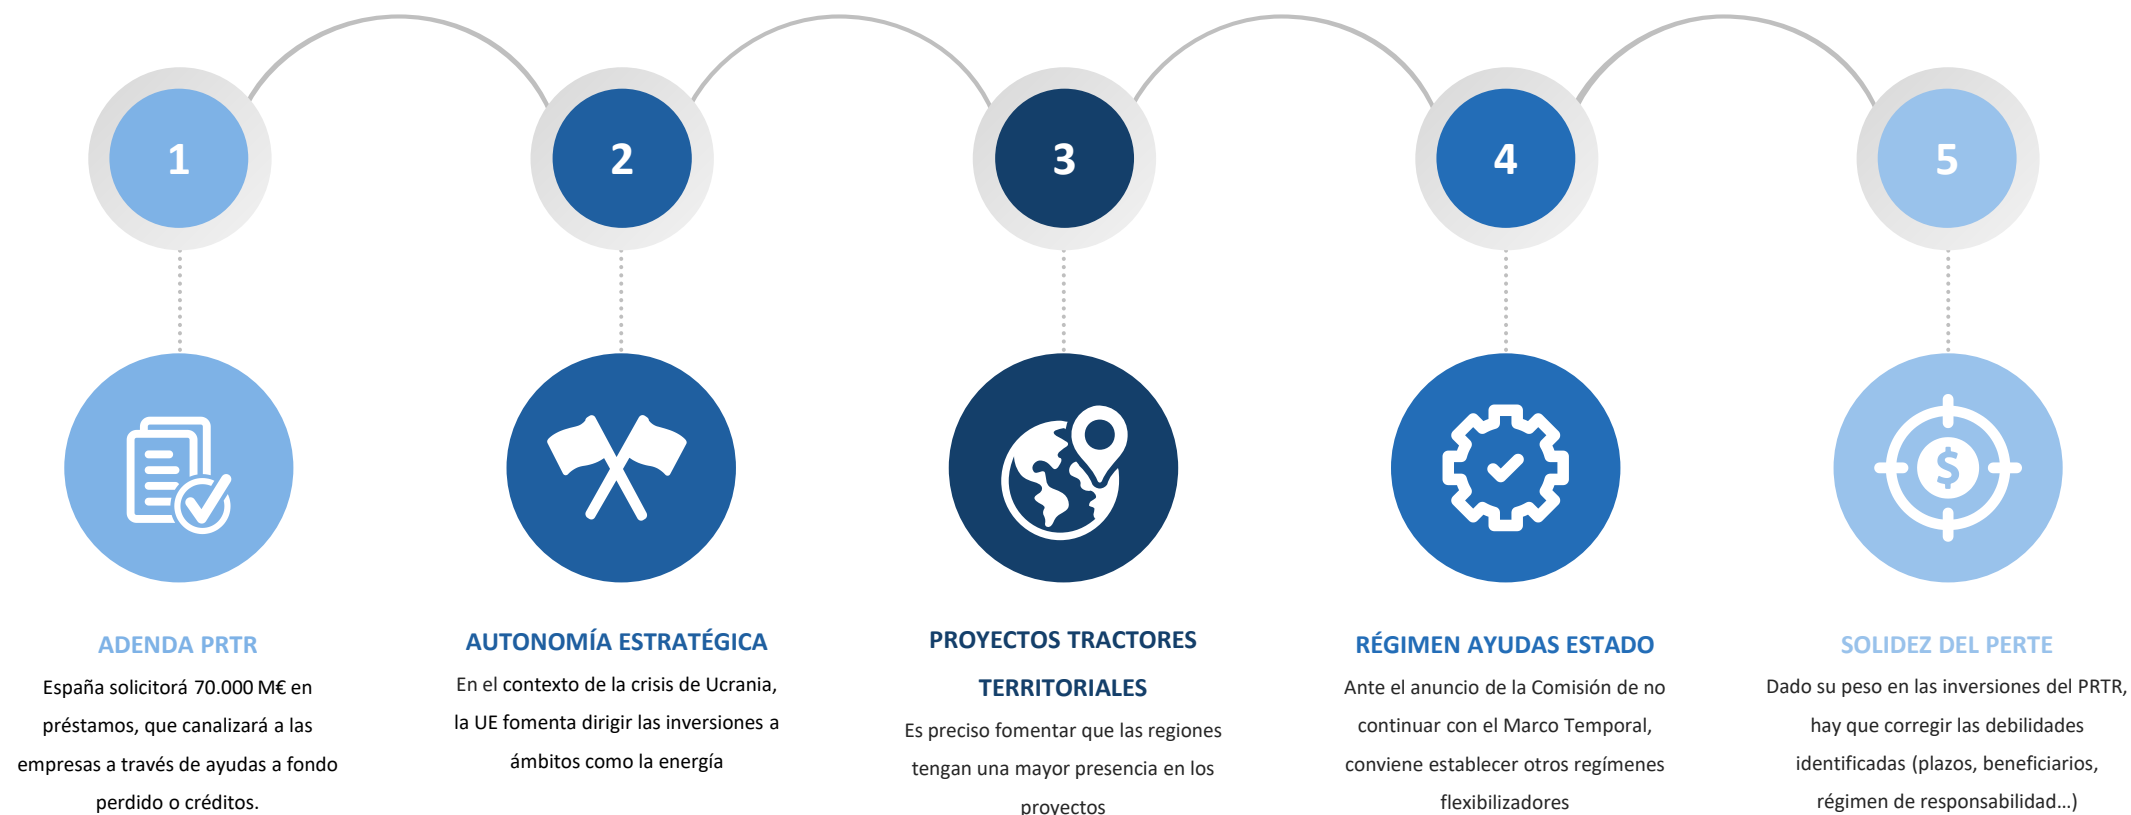 1
2
3
4
5
$
ADENDA PRTR
España solicitorá 70.000 M€ en
préstamos, que canalizará a las
empresas a través de ayudas a fondo
perdido o créditos.
AUTONOMÍA ESTRATÉGICA
En el contexto de la crisis de Ucrania,
la UE fomenta dirigir las inversiones a
ámbitos como la energía
PROYECTOS TRACTORES
TERRITORIALES
Es preciso fomentar que las regiones
tengan una mayor presencia en los
proyectos
RÉGIMEN AYUDAS ESTADO
Ante el anuncio de la Comisión de no
continuar con el Marco Temporal,
conviene establecer otros regímenes
flexibilizadores
SOLIDEZ DEL PERTE
Dado su peso en las inversiones del PRTR,
hay que corregir las debilidades
identificadas (plazos, beneficiarios,
régimen de responsabilidad…)